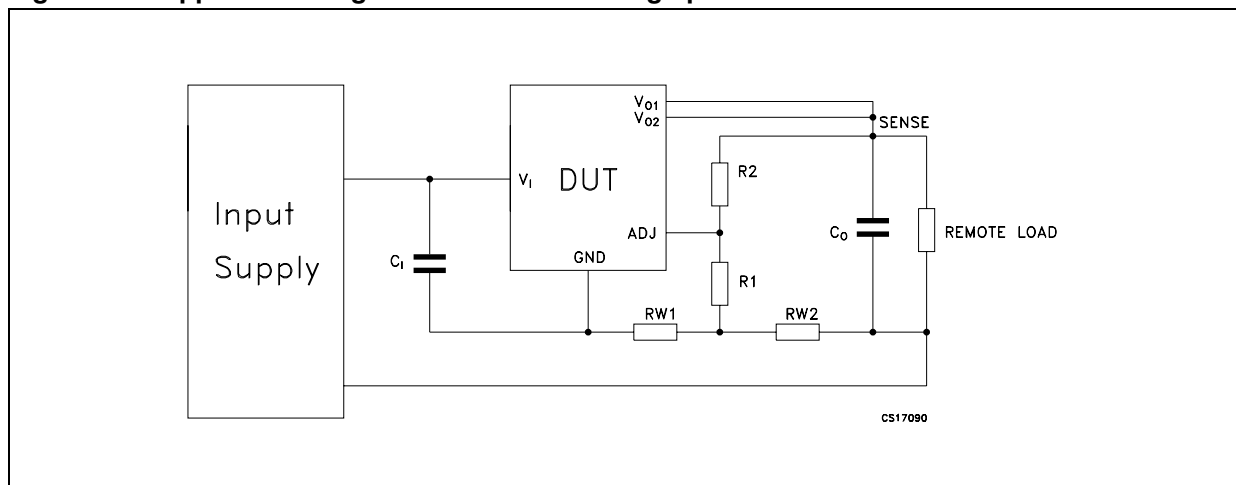 Input
Supply
C_I
V_I
DUT
V_O1
V_O2
ADJ
GND
SENSE
R2
R1
RW1
RW2
C_O
REMOTE LOAD
CS17090